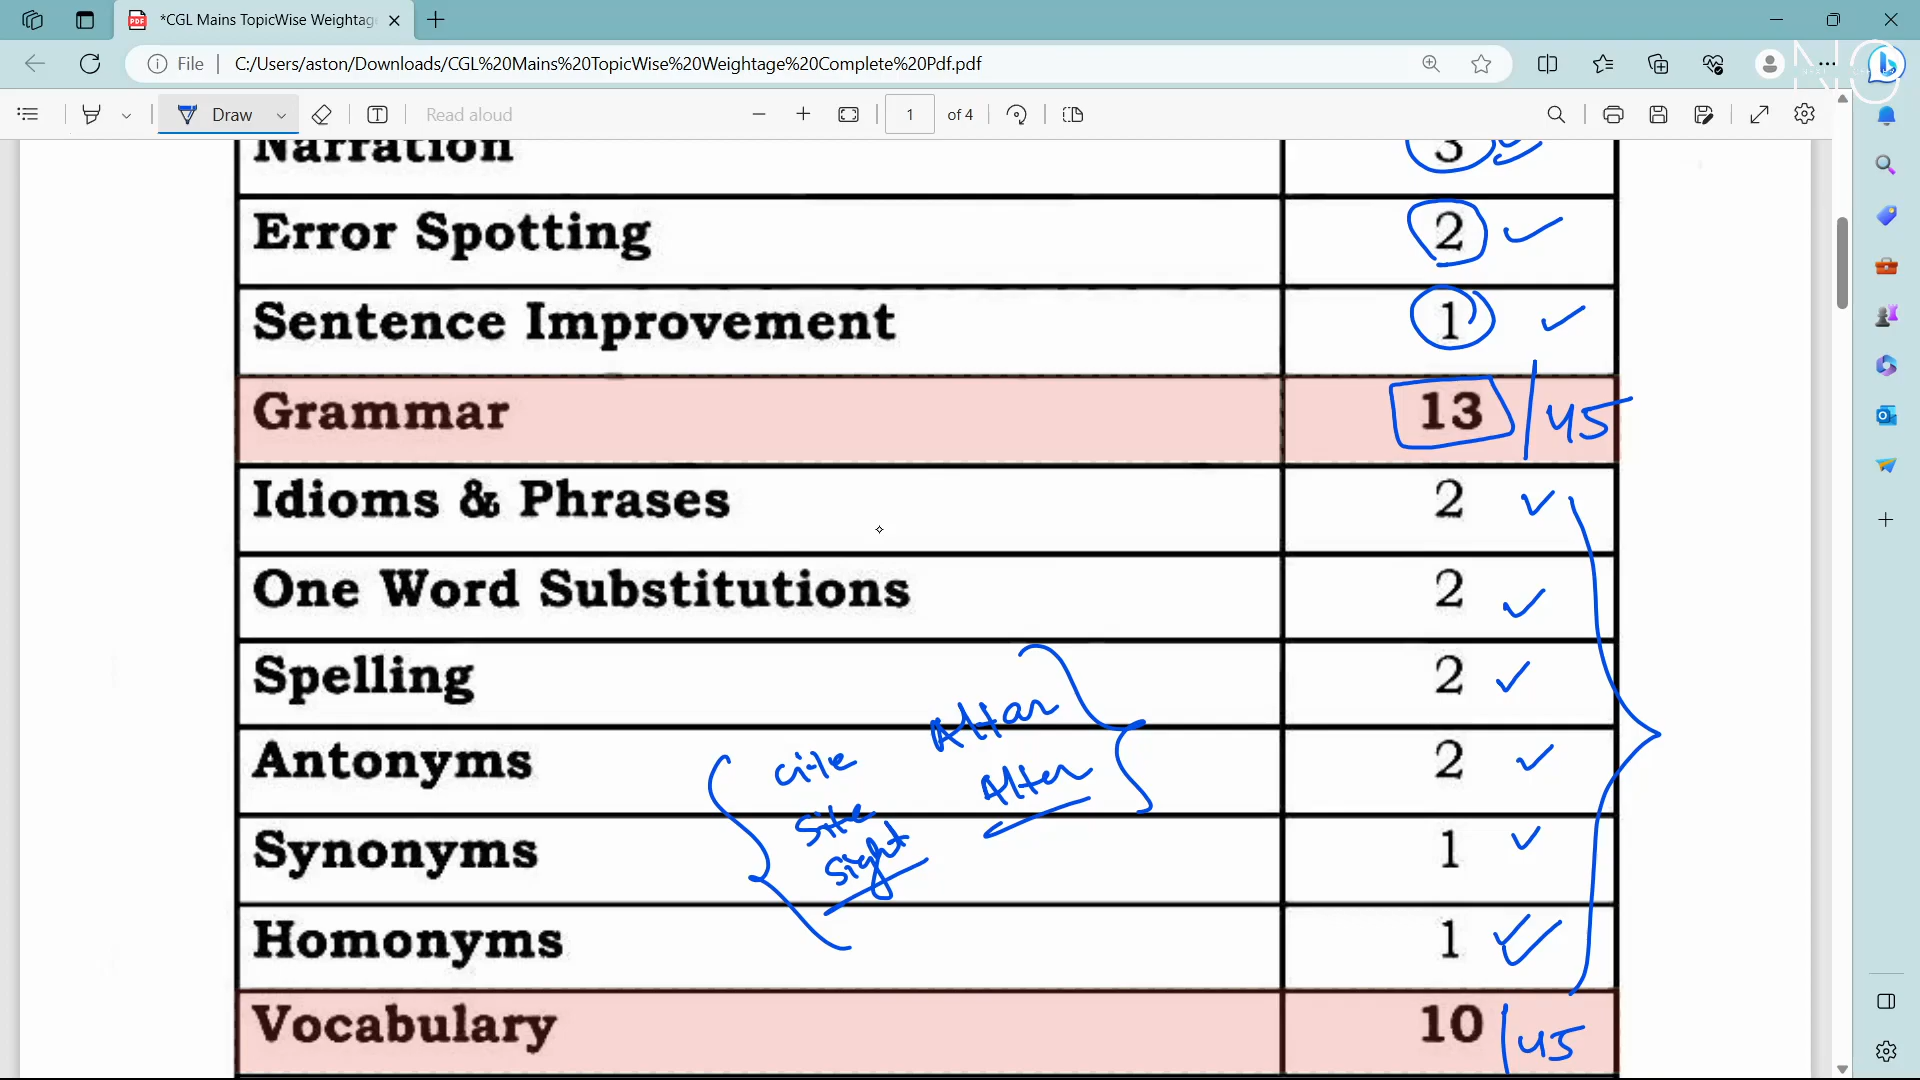 *CGL Mains TopicWise Weightag
File
C:/Users/aston/Downloads/CGL%20Mains%20TopicWise%20Weightage%20Complete%20Pdf.pdf
Draw
Read aloud
1 of 4
Narration 3
Error Spotting 2
Sentence Improvement 1
Grammar 13 /45
Idioms & Phrases 2
One Word Substitutions 2
Spelling 2
Altar
Antonyms 2
cite
Alter
site
Synonyms 1
sight
Homonyms 1
Vocabulary 10 /45